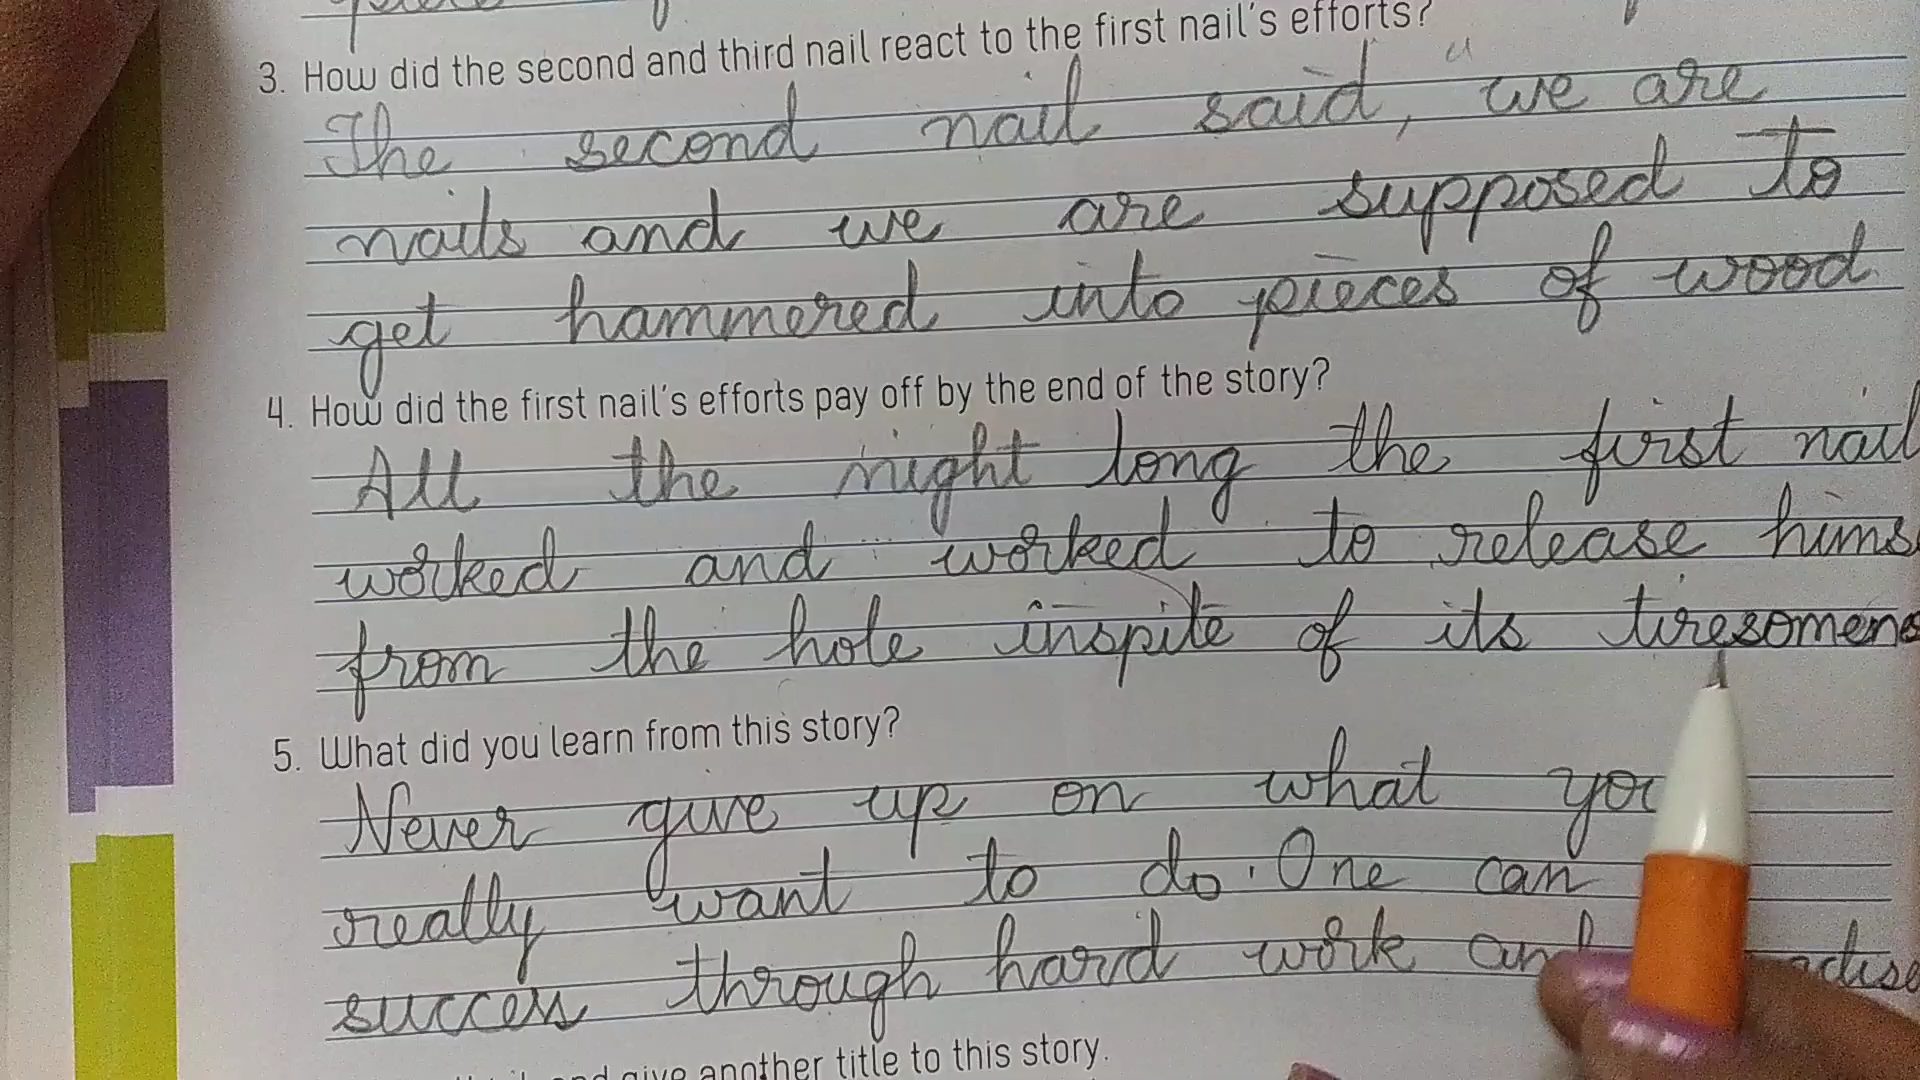 3. How did the second and third nail react to the first nail's efforts?
The second nail said, "we are
nails and we are supposed to
get hammered into pieces of wood
4. How did the first nail's efforts pay off by the end of the story?
All the night long the first nail
worked and worked to release hims
from the hole inspite of its tiresomenes
5. What did you learn from this story?
Never give up on what
really want to do. One can
success through hard work
and give another title to this story.